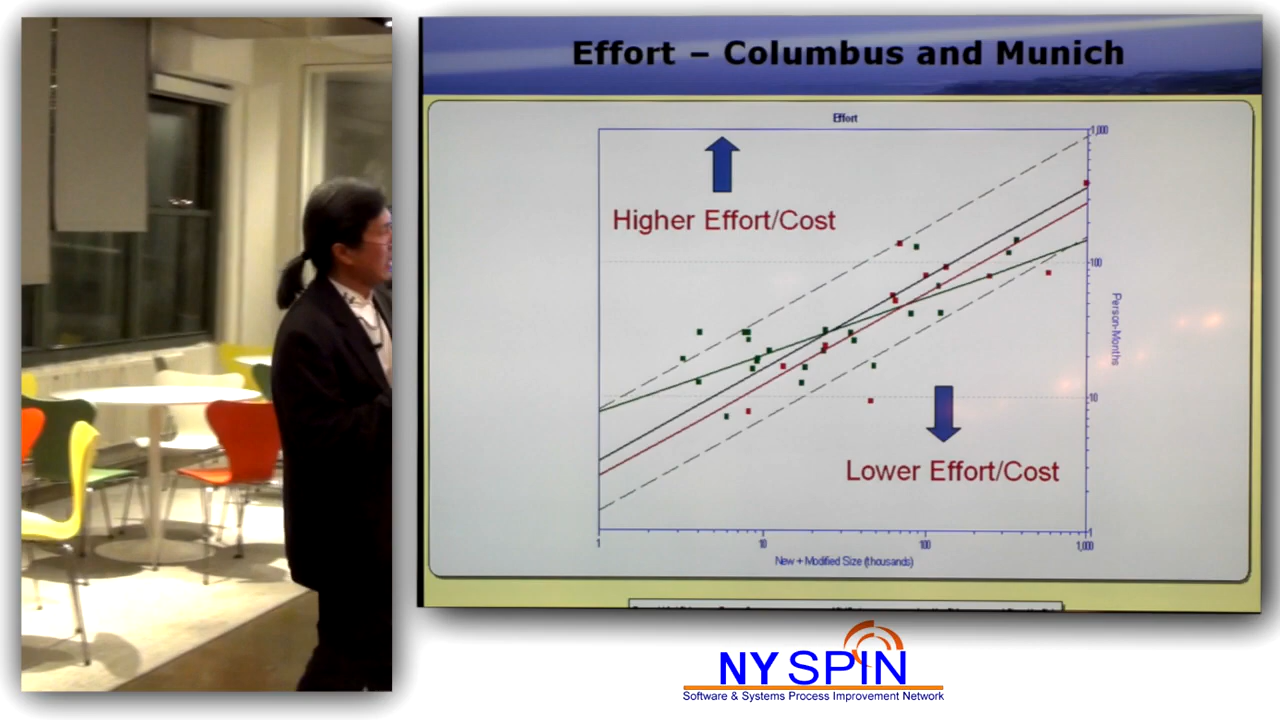 Effort – Columbus and Munich
Effort
1,000
Higher Effort/Cost
100
Person-Months
10
Lower Effort/Cost
1
1
10
100
1,000
New + Modified Size (thousands)
NY SPIN
Software & Systems Process Improvement Network